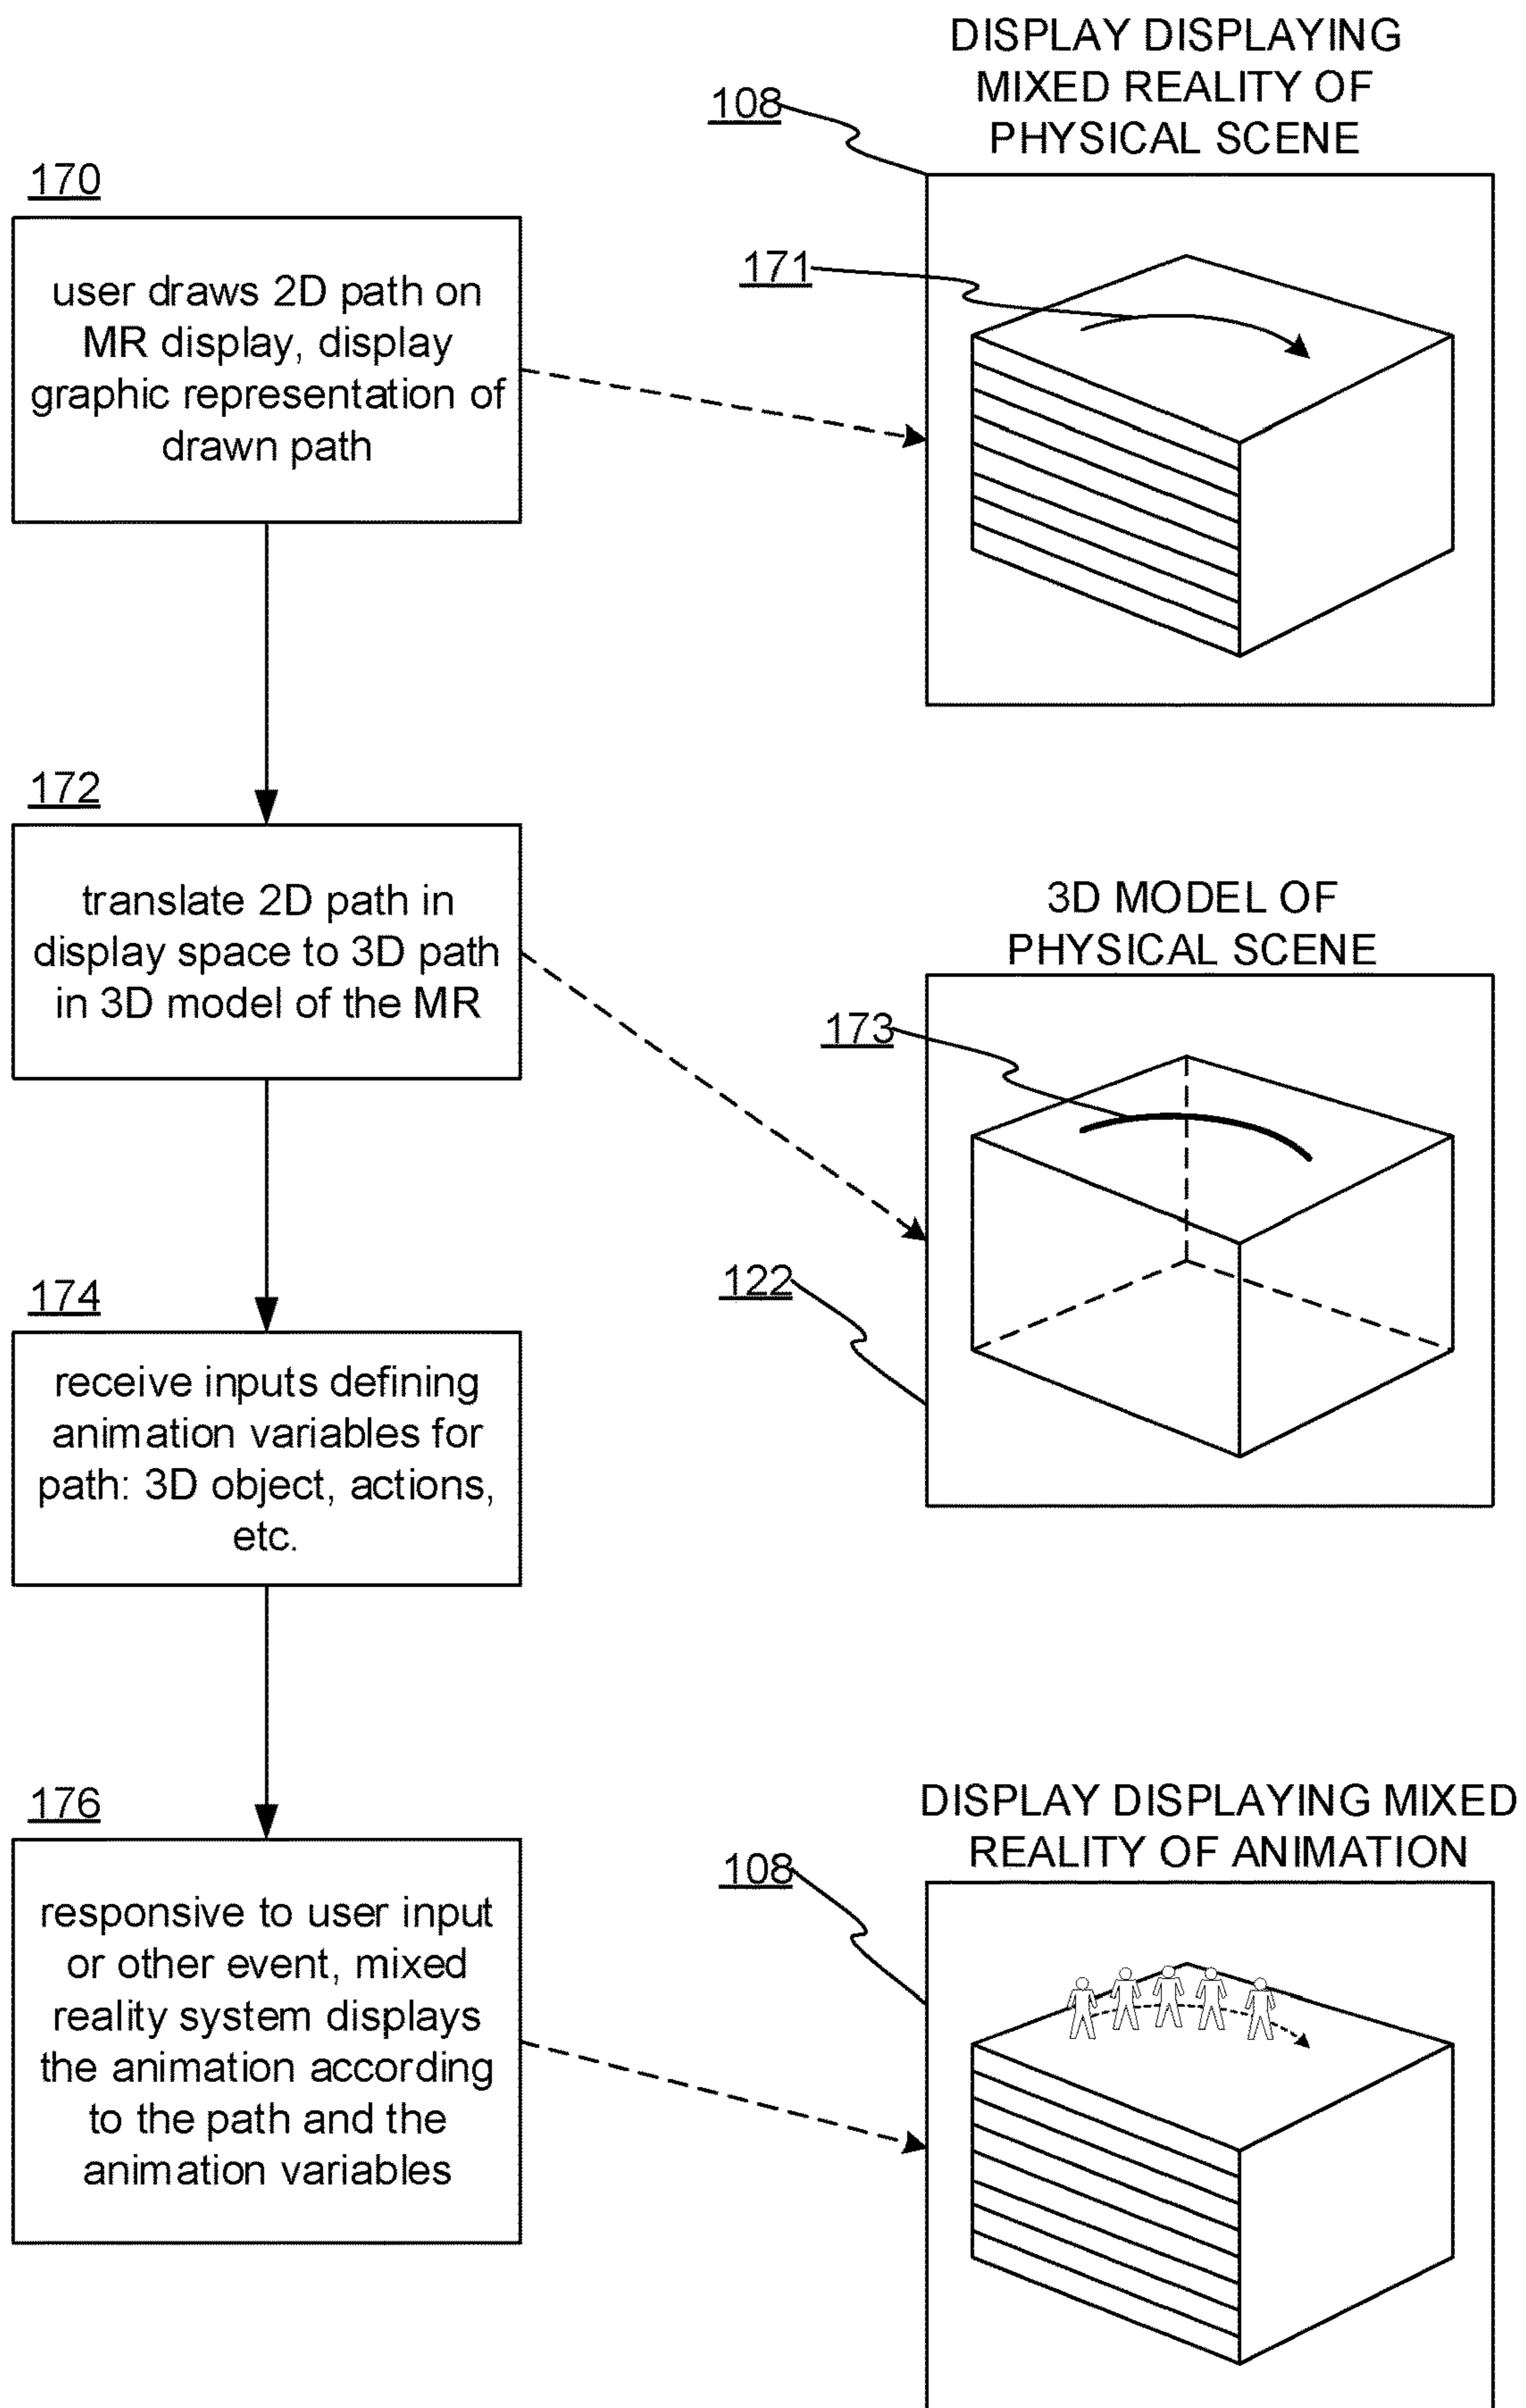 DISPLAY DISPLAYING
MIXED REALITY OF
PHYSICAL SCENE
108
170
user draws 2D path on
MR display, display
graphic representation of
drawn path
171
172
translate 2D path in
display space to 3D path
in 3D model of the MR
3D MODEL OF
PHYSICAL SCENE
173
122
174
receive inputs defining
animation variables for
path: 3D object, actions,
etc.
176
responsive to user input
or other event, mixed
reality system displays
the animation according
to the path and the
animation variables
DISPLAY DISPLAYING MIXED
REALITY OF ANIMATION
108